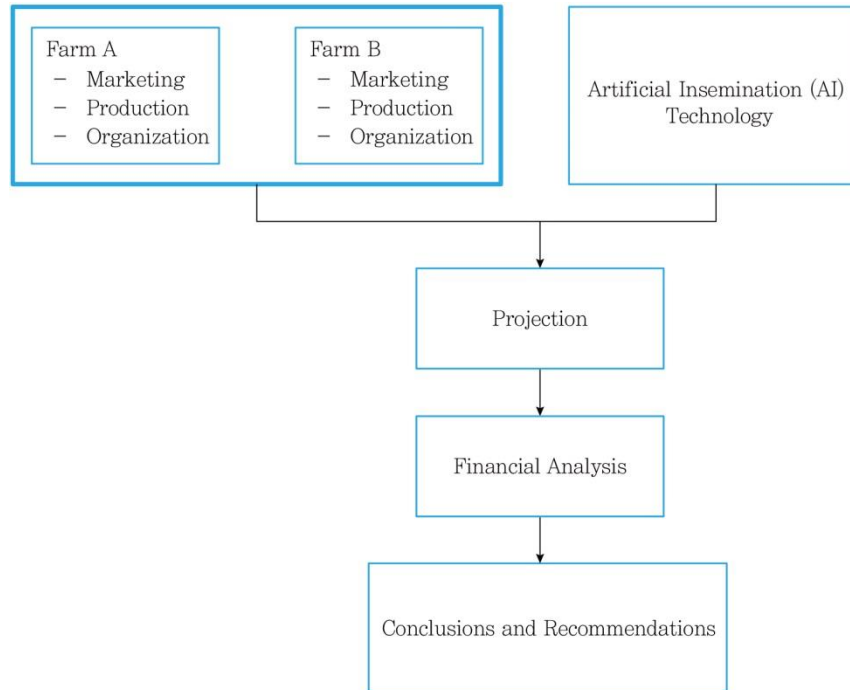 Farm A
– Marketing
– Production
– Organization
Farm B
– Marketing
– Production
– Organization
Artificial Insemination (AI)
Technology
Projection
Financial Analysis
Conclusions and Recommendations